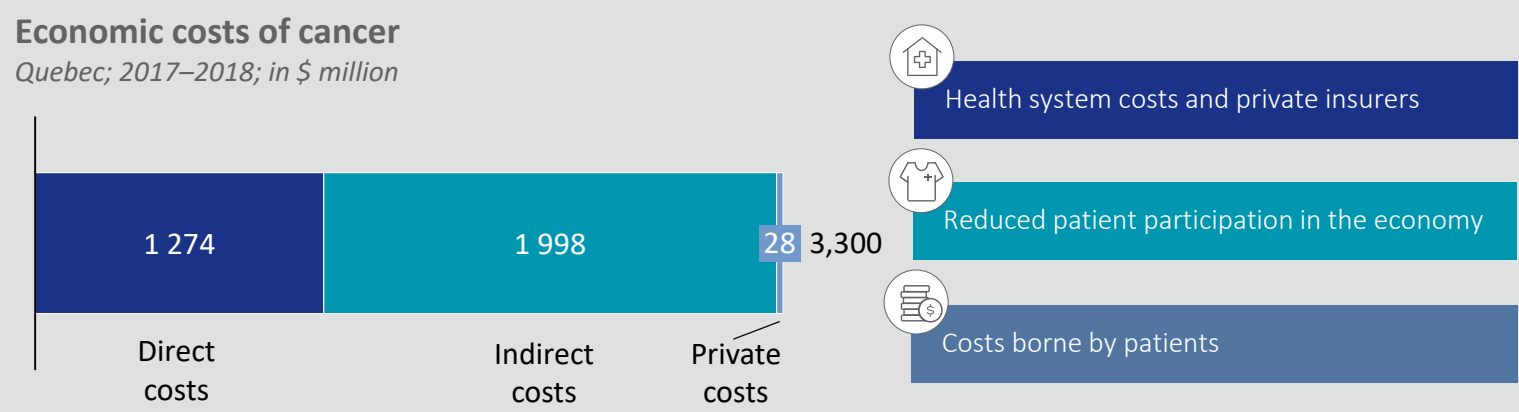 Economic costs of cancer
Quebec; 2017–2018; in $ million
1 274
1 998
28
3,300
Direct
costs
Indirect
costs
Private
costs
Health system costs and private insurers
Reduced patient participation in the economy
$
Costs borne by patients